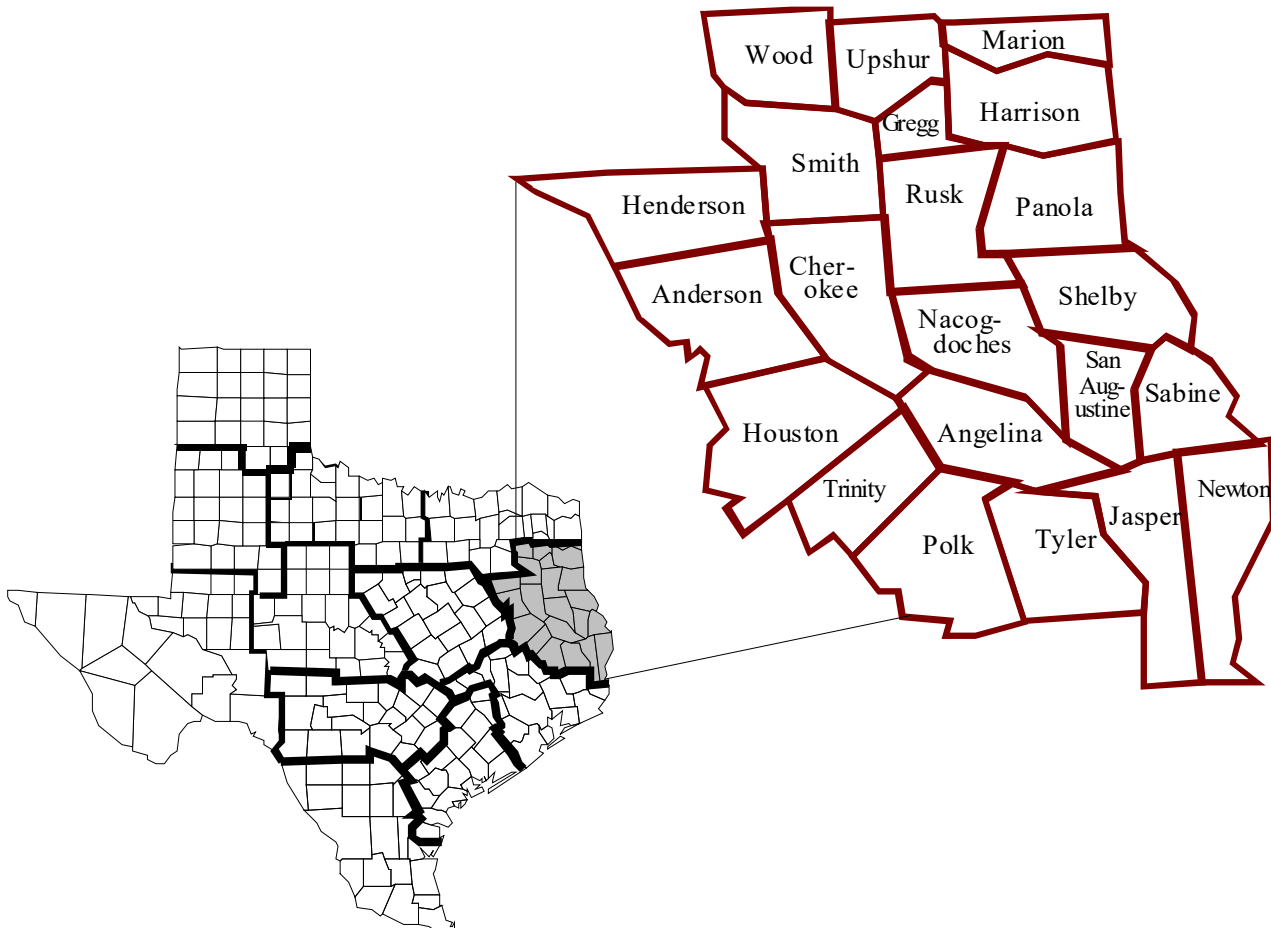 Marion
Wood
Upshur
Harrison
Gregg
Smith
Rusk
Henderson
Panola
Cher-
okee
Anderson
Shelby
Nacog-
doches
San
Aug-
ustine
Sabine
Houston
Angelina
Trinity
Newton
Jasper
Tyler
Polk